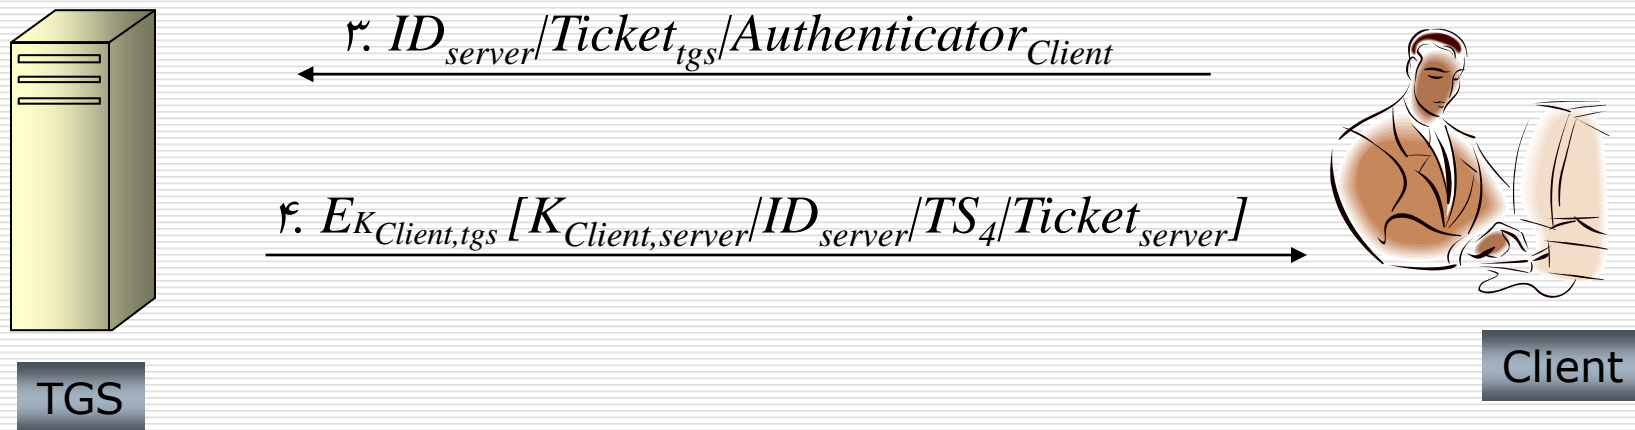 ۳. ID_server/Ticket_tgs/Authenticator_Client
۴. E_K_Client,tgs [K_Client,server/ID_server/TS_4/Ticket_server]
Client
TGS